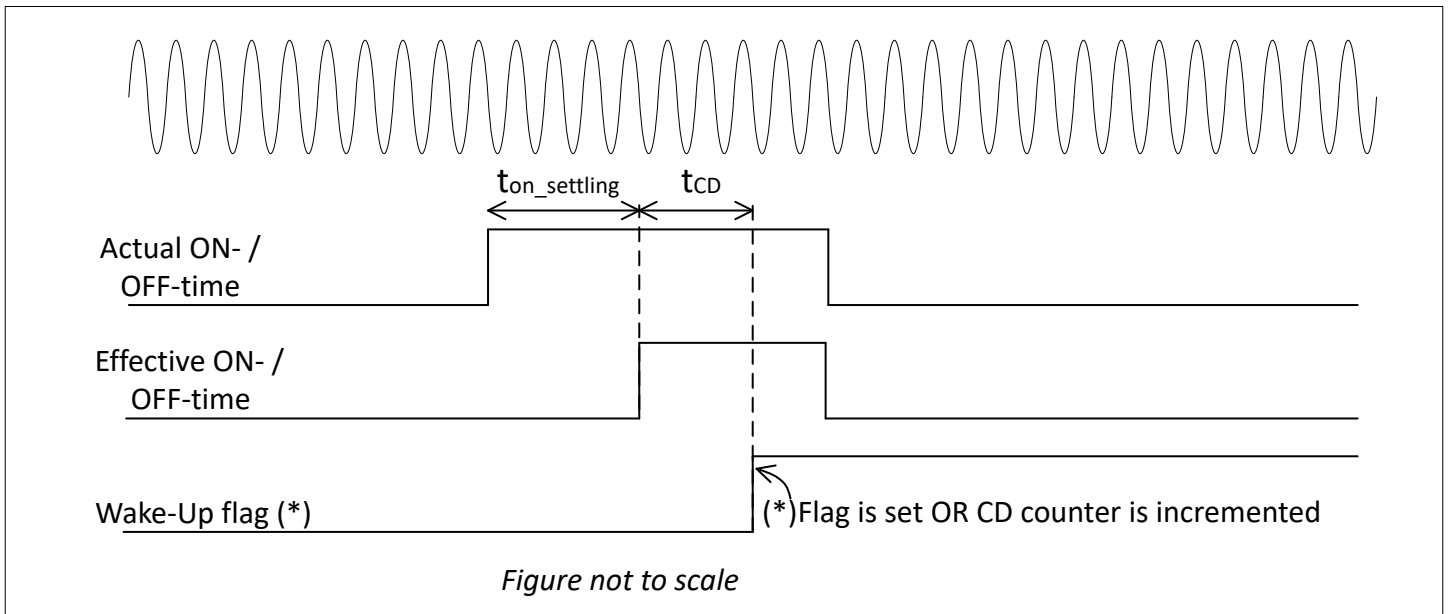 ton_settling tCD
Actual ON- /
OFF-time
Effective ON- /
OFF-time
Wake-Up flag (*)
(*)Flag is set OR CD counter is incremented
Figure not to scale